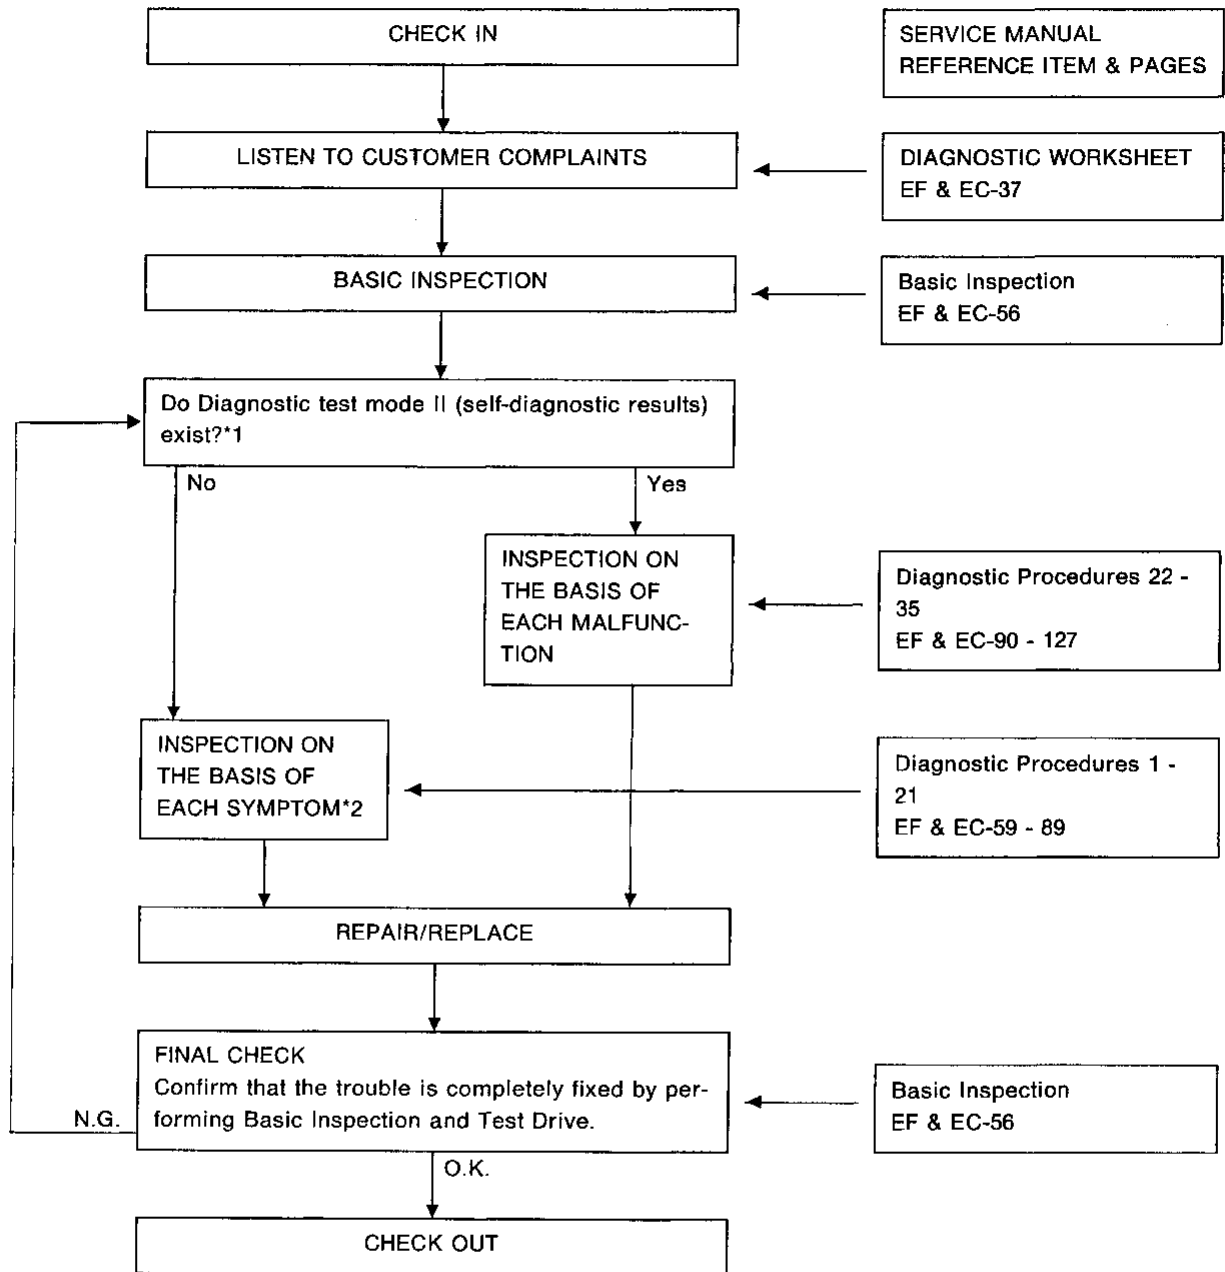 CHECK IN
SERVICE MANUAL
REFERENCE ITEM & PAGES
LISTEN TO CUSTOMER COMPLAINTS
DIAGNOSTIC WORKSHEET
EF & EC-37
BASIC INSPECTION
Basic Inspection
EF & EC-56
Do Diagnostic test mode II (self-diagnostic results)
exist?*1
No
Yes
INSPECTION ON
THE BASIS OF
EACH MALFUNC-
TION
Diagnostic Procedures 22 -
35
EF & EC-90 - 127
INSPECTION ON
THE BASIS OF
EACH SYMPTOM*2
Diagnostic Procedures 1 -
21
EF & EC-59 - 89
REPAIR/REPLACE
FINAL CHECK
Confirm that the trouble is completely fixed by per-
forming Basic Inspection and Test Drive.
Basic Inspection
EF & EC-56
N.G.
O.K.
CHECK OUT